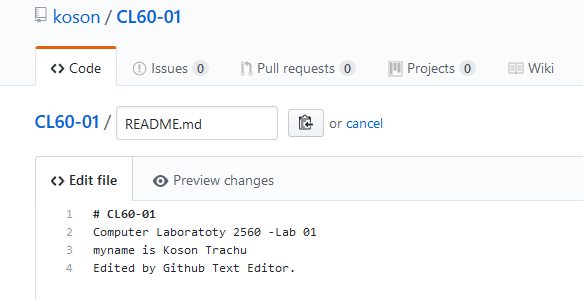 koson / CL60-01
Code Issues 0 Pull requests 0 Projects 0 Wiki
CL60-01 / README.md or cancel
Edit file Preview changes
1 # CL60-01
2 Computer Laboratoty 2560 -Lab 01
3 myname is Koson Trachu
4 Edited by Github Text Editor.